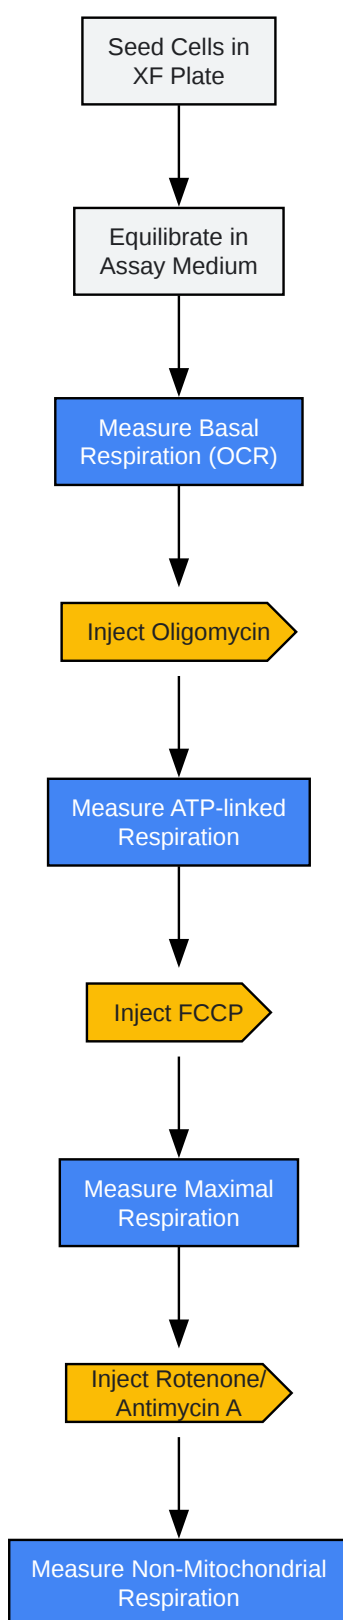 Seed Cells in
XF Plate
Equilibrate in
Assay Medium
Measure Basal
Respiration (OCR)
Inject Oligomycin
Measure ATP-linked
Respiration
Inject FCCP
Measure Maximal
Respiration
Inject Rotenone/
Antimycin A
Measure Non-Mitochondrial
Respiration